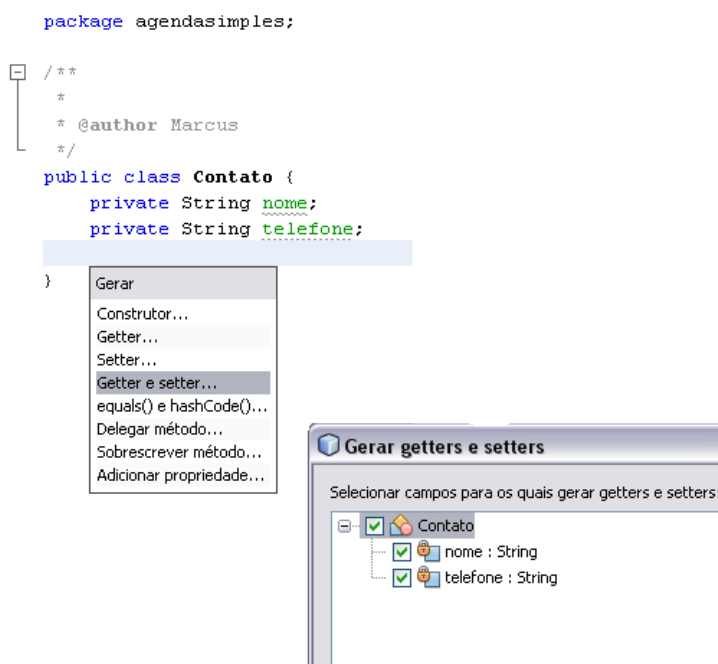 package agendasimples;
/**
*
* @author Marcus
*/
public class Contato {
private String nome;
private String telefone;
}
Gerar
Construtor...
Getter...
Setter...
Getter e setter...
equals() e hashCode()...
Delegar método...
Sobrescrever método...
Adicionar propriedade...
Gerar getters e setters
Selecionar campos para os quais gerar getters e setters:
Contato
nome : String
telefone : String